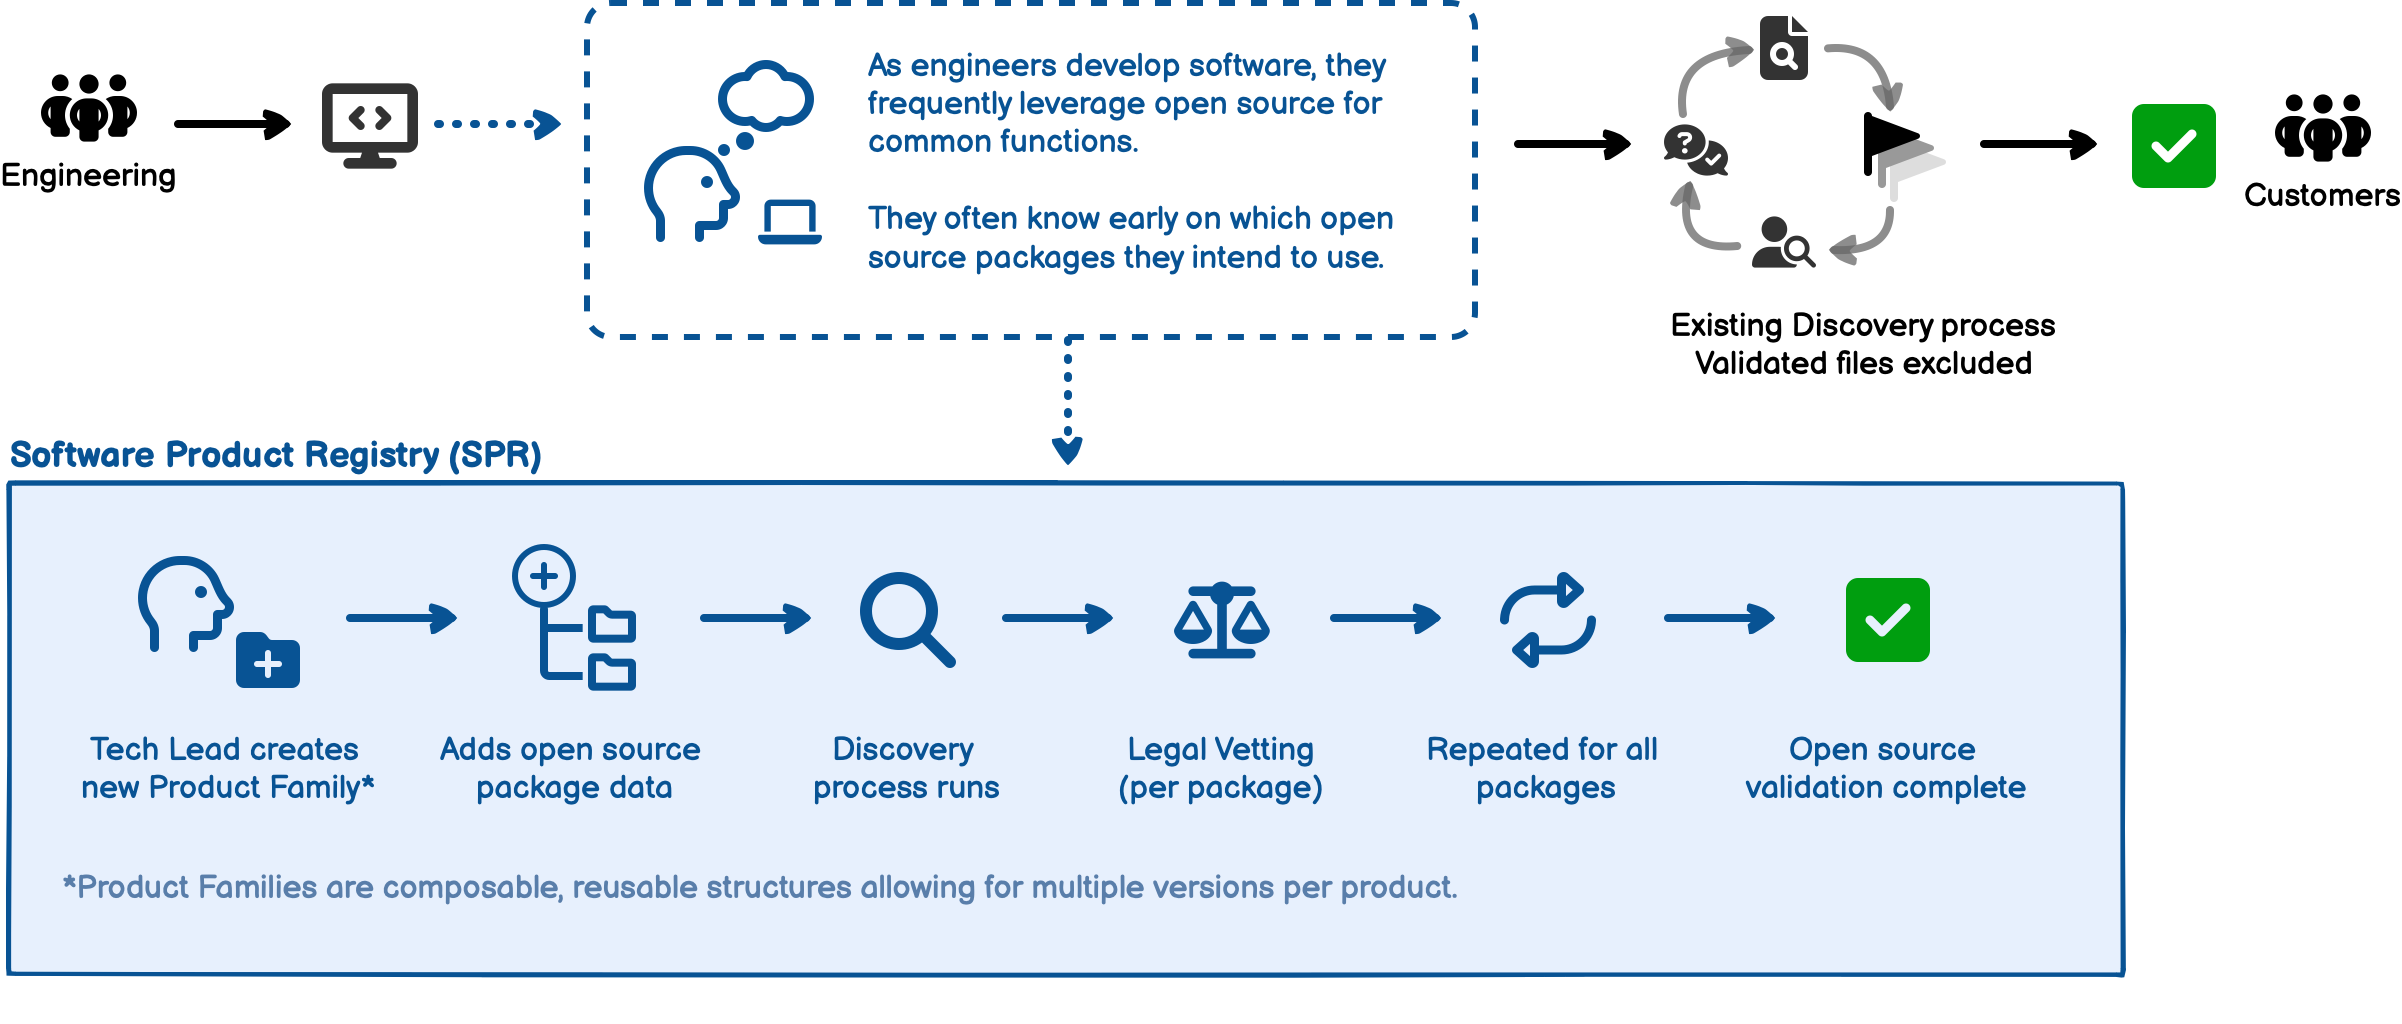 Engineering
As engineers develop software, they
frequently leverage open source for
common functions.
They often know early on which open
source packages they intend to use.
?
Existing Discovery process
Validated files excluded
Customers
Software Product Registry (SPR)
Tech Lead creates
new Product Family*
Adds open source
package data
Discovery
process runs
Legal Vetting
(per package)
Repeated for all
packages
Open source
validation complete
*Product Families are composable, reusable structures allowing for multiple versions per product.